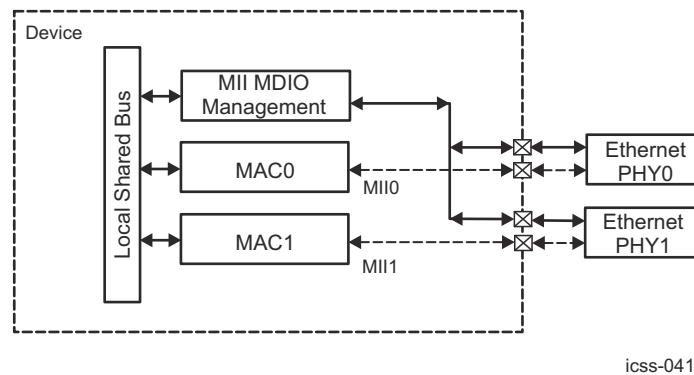 Device
Local Shared Bus
MII MDIO
Management
MAC0
MII0
MAC1
MII1
Ethernet
PHY0
Ethernet
PHY1
icss-041